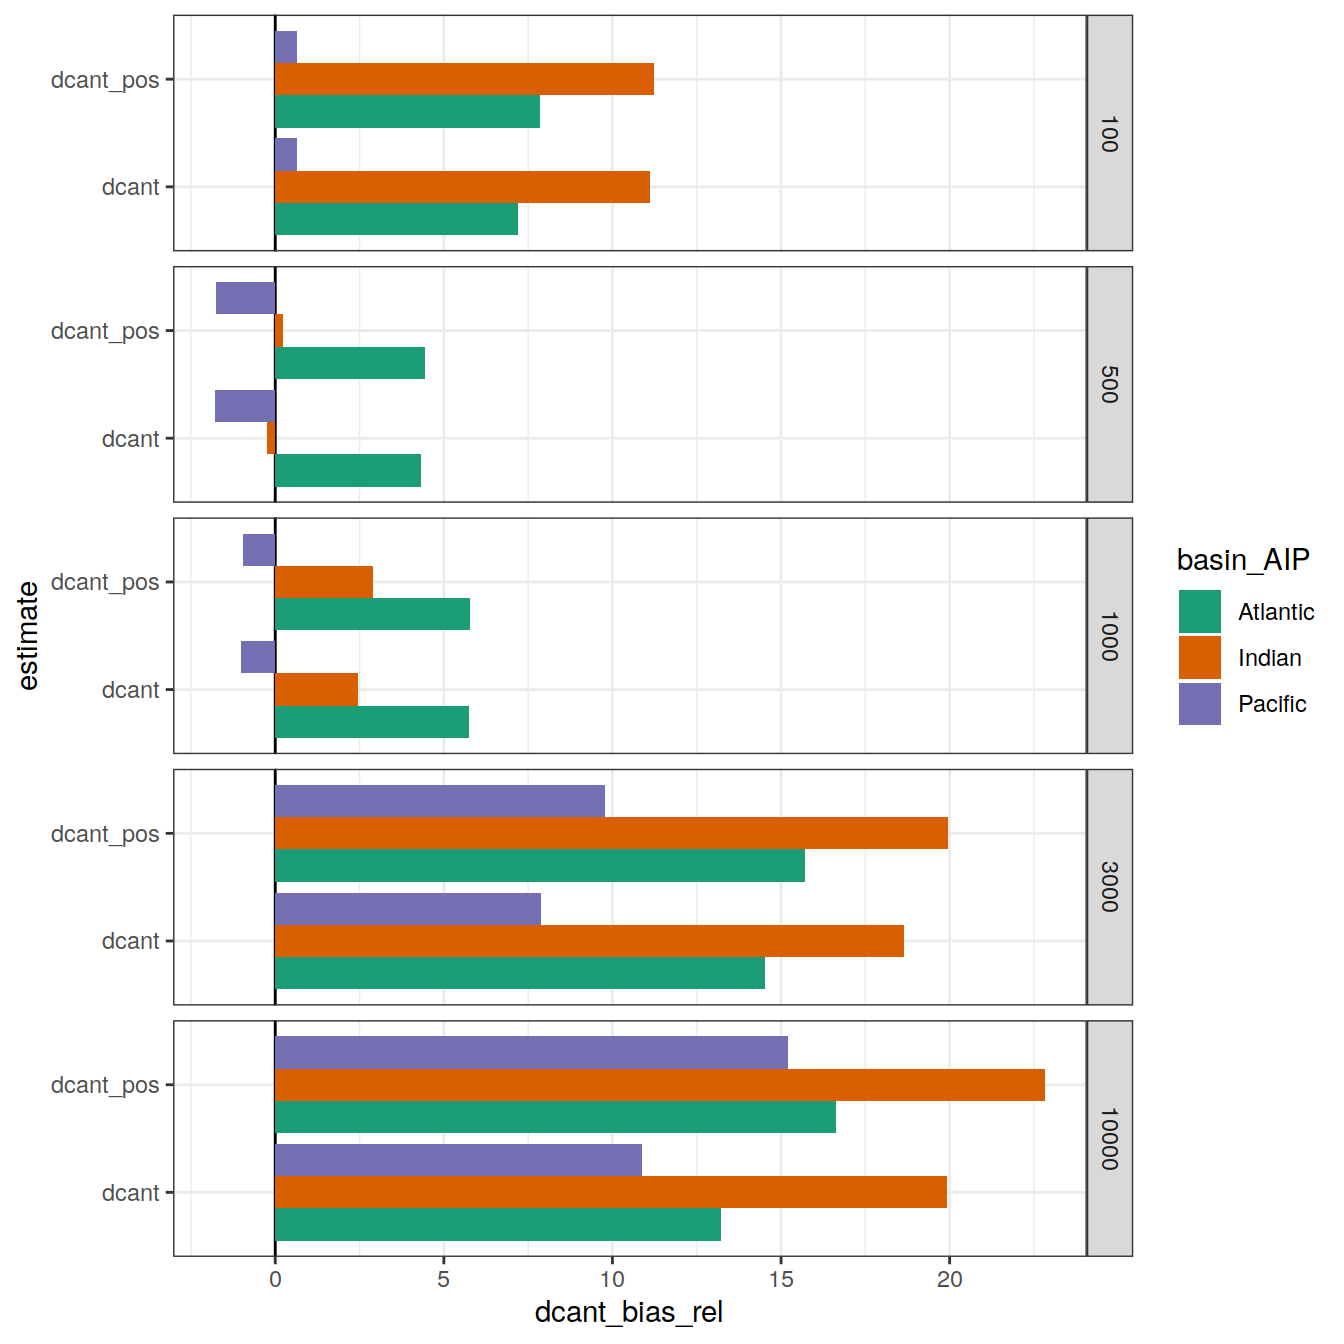 dcant_pos
dcant
100
dcant_pos
dcant
500
dcant_pos
dcant
1000
dcant_pos
dcant
3000
dcant_pos
dcant
10000
0 5 10 15 20
dcant_bias_rel
estimate
basin_AIP
Atlantic
Indian
Pacific